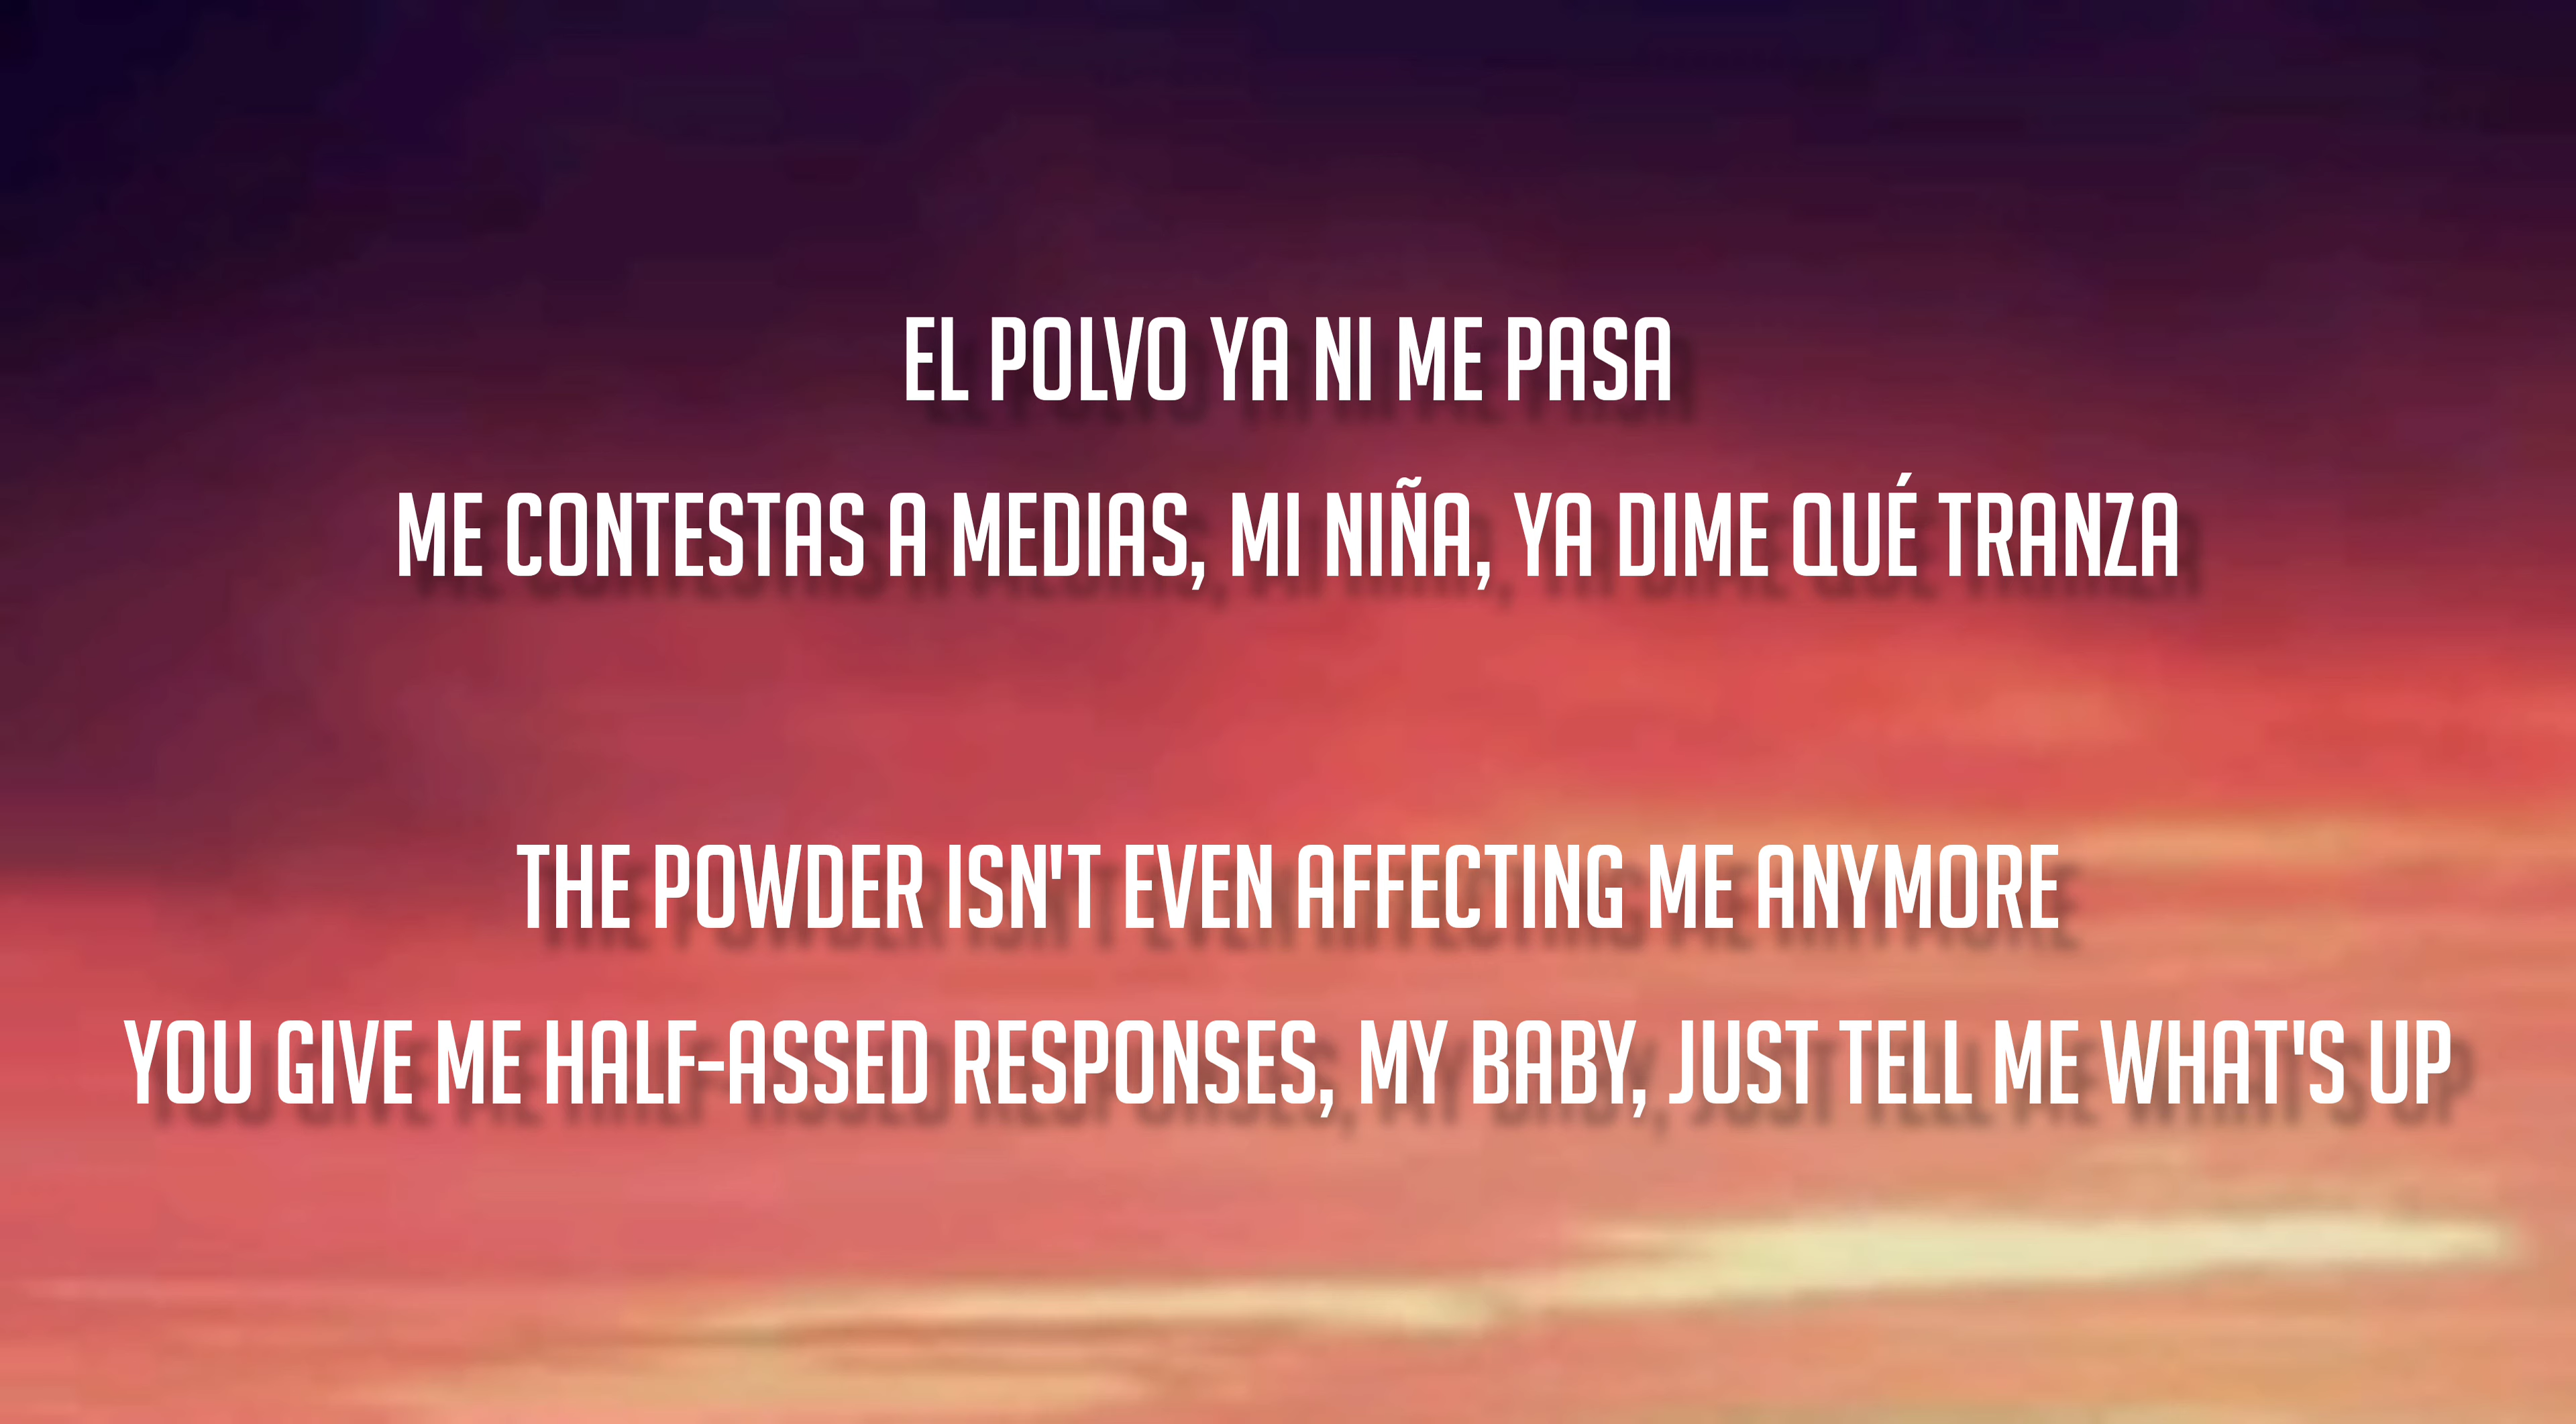 EL POLVO YA NI ME PASA
ME CONTESTAS A MEDIAS, MI NIÑA, YA DIME QUÉ TRANZA
THE POWDER ISN'T EVEN AFFECTING ME ANYMORE
YOU GIVE ME HALF-ASSED RESPONSES, MY BABY, JUST TELL ME WHAT'S UP